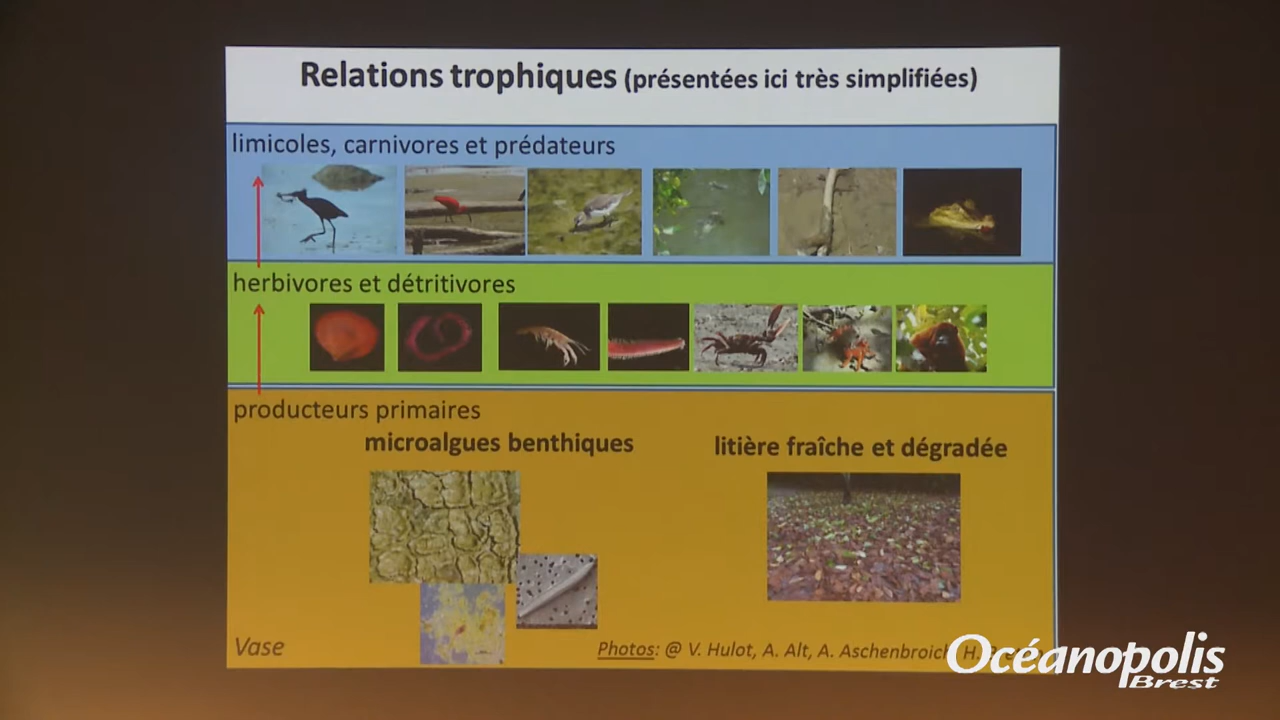 Relations trophiques (présentées ici très simplifiées)
limicoles, carnivores et prédateurs
herbivores et détritivores
producteurs primaires
microalgues benthiques
litière fraîche et dégradée
Vase
Photos: @ V. Hulot, A. Alt, A. Aschenbroich, H.
Océanopolis
Brest